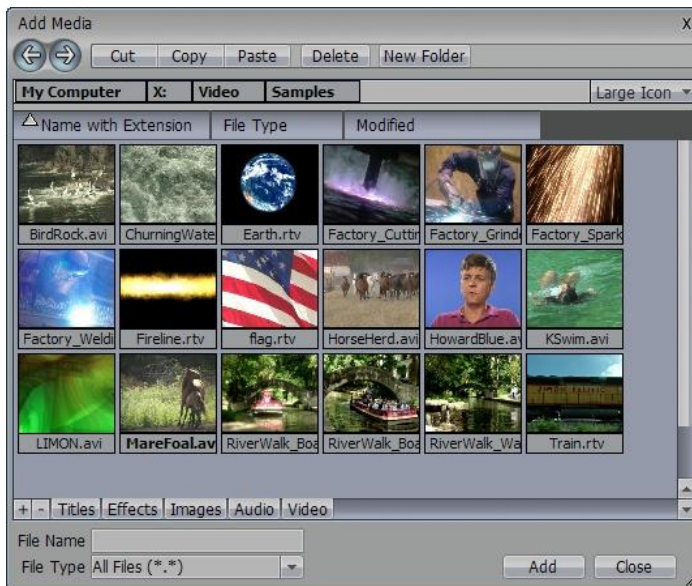 Add Media X
Cut Copy Paste Delete New Folder
My Computer X: Video Samples Large Icon
Name with Extension File Type Modified
BirdRock.avi ChurningWate Earth.rtv Factory_Cuttin Factory_Grinde Factory_Spark
Factory_Weldi Fireline.rtv flag.rtv HorseHerd.avi HowardBlue.av KSwim.avi
LIMON.avi MareFoal.av RiverWalk_Boa RiverWalk_Boa RiverWalk_Wa Train.rtv
+ - Titles Effects Images Audio Video
File Name
File Type All Files (*.*) Add Close